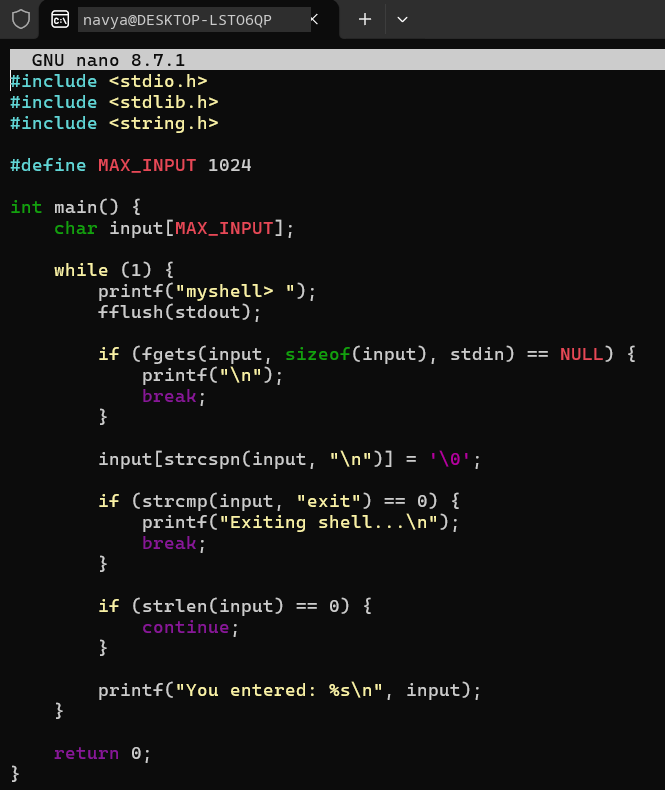 navya@DESKTOP-LSTO6QP
GNU nano 8.7.1
#include <stdio.h>
#include <stdlib.h>
#include <string.h>

#define MAX_INPUT 1024

int main() {
    char input[MAX_INPUT];

    while (1) {
        printf("myshell> ");
        fflush(stdout);

        if (fgets(input, sizeof(input), stdin) == NULL) {
            printf("\n");
            break;
        }

        input[strcspn(input, "\n")] = '\0';

        if (strcmp(input, "exit") == 0) {
            printf("Exiting shell...\n");
            break;
        }

        if (strlen(input) == 0) {
            continue;
        }

        printf("You entered: %s\n", input);
    }

    return 0;
}